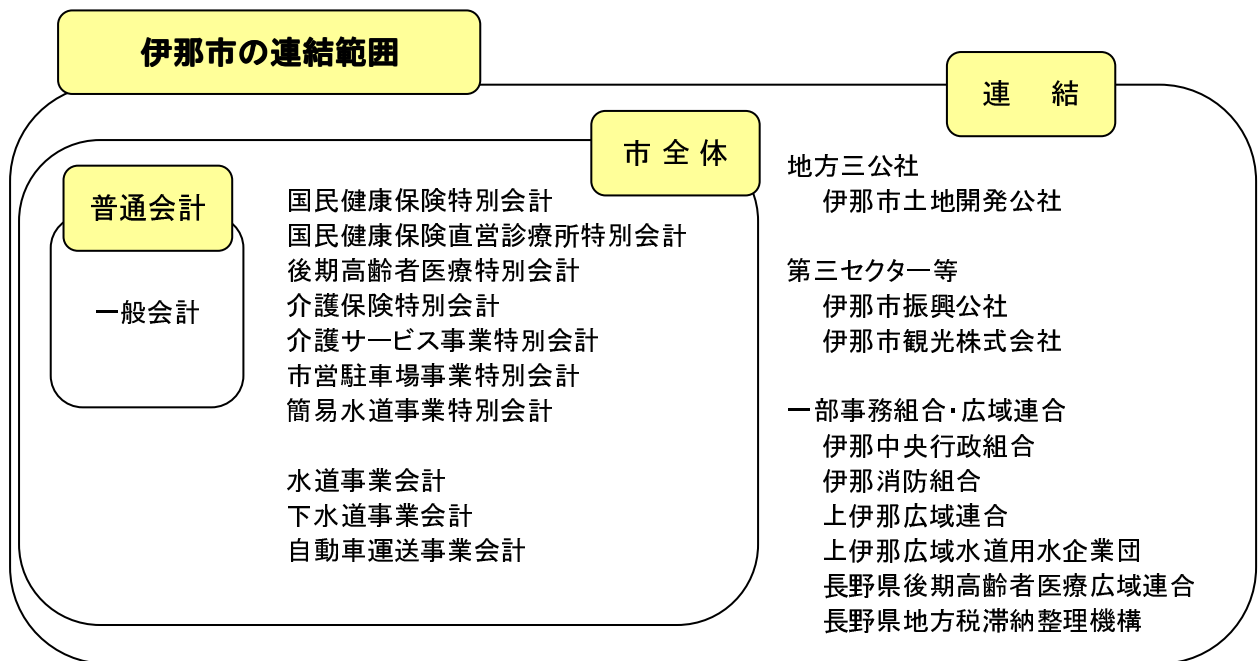 伊那市の連結範囲
連 結
市 全 体
普通会計
一般会計
国民健康保険特別会計
国民健康保険直営診療所特別会計
後期高齢者医療特別会計
介護保険特別会計
介護サービス事業特別会計
市営駐車場事業特別会計
簡易水道事業特別会計
水道事業会計
下水道事業会計
自動車運送事業会計
地方三公社
伊那市土地開発公社
第三セクター等
伊那市振興公社
伊那市観光株式会社
一部事務組合・広域連合
伊那中央行政組合
伊那消防組合
上伊那広域連合
上伊那広域水道用水企業団
長野県後期高齢者医療広域連合
長野県地方税滞納整理機構